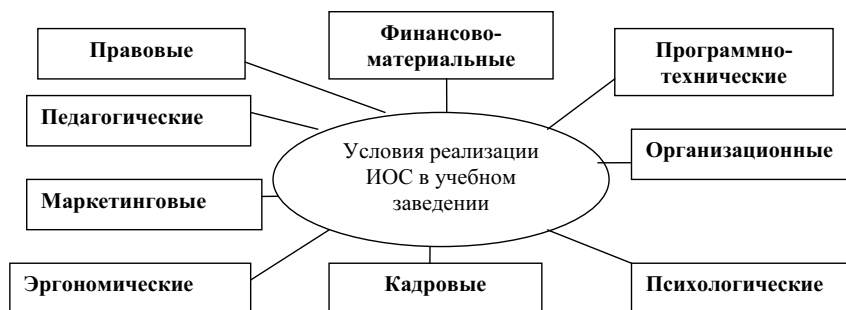 Правовые
Финансово-
материальные
Программно-
технические
Педагогические
Условия реализации
ИОС в учебном
заведении
Организационные
Маркетинговые
Эргономические
Кадровые
Психологические